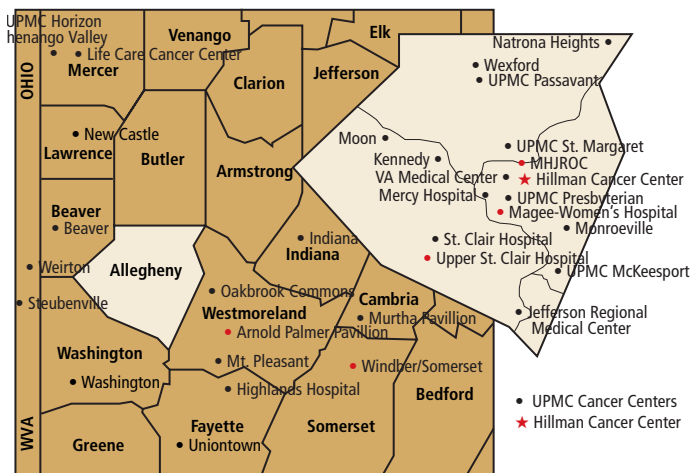 UPMC Horizon
henango Valley
Life Care Cancer Center
Mercer
OHIO
Venango
Elk
Clarion
Jefferson
New Castle
Lawrence
Butler
Armstrong
Beaver
Beaver
Weirton
Allegheny
Steubenville
Indiana
Indiana
Oakbrook Commons
Westmoreland
Arnold Palmer Pavillion
Cambria
Murtha Pavillion
Washington
Washington
Mt. Pleasant
Highlands Hospital
Windber/Somerset
Bedford
WVA
Greene
Fayette
Uniontown
Somerset
Natrona Heights
Wexford
UPMC Passavant
Moon
UPMC St. Margaret
Kennedy
MHJROC
VA Medical Center
Hillman Cancer Center
Mercy Hospital
UPMC Presbyterian
Magee-Women's Hospital
Monroeville
St. Clair Hospital
Upper St. Clair Hospital
UPMC McKeesport
Jefferson Regional
Medical Center
UPMC Cancer Centers
Hillman Cancer Center